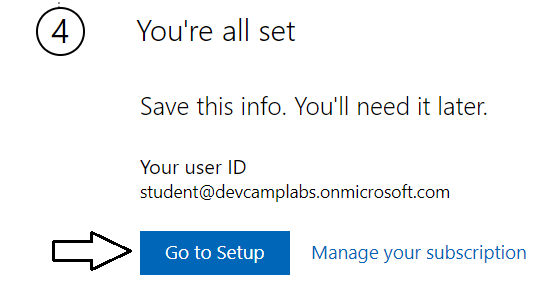 4
You're all set
Save this info. You'll need it later.
Your user ID
student@devcamplabs.onmicrosoft.com
Go to Setup
Manage your subscription